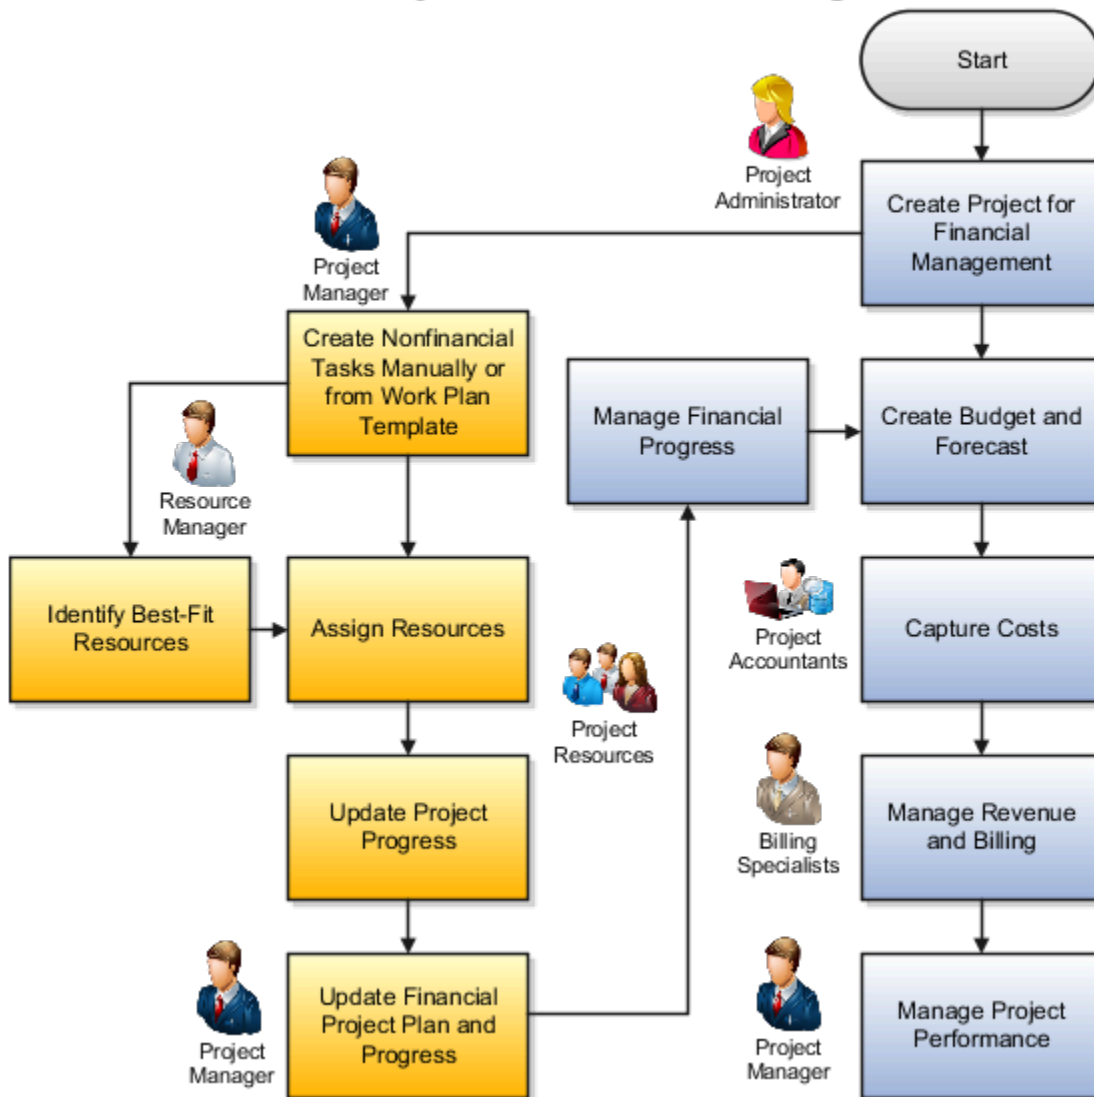 Start
Project
Administrator
Create Project for
Financial
Management
Project
Manager
Create Nonfinancial
Tasks Manually or
from Work Plan
Template
Manage Financial
Progress
Create Budget and
Forecast
Resource
Manager
Identify Best-Fit
Resources
Assign Resources
Project
Resources
Project
Accountants
Capture Costs
Update Project
Progress
Billing
Specialists
Manage Revenue
and Billing
Project
Manager
Update Financial
Project Plan and
Progress
Project
Manager
Manage Project
Performance